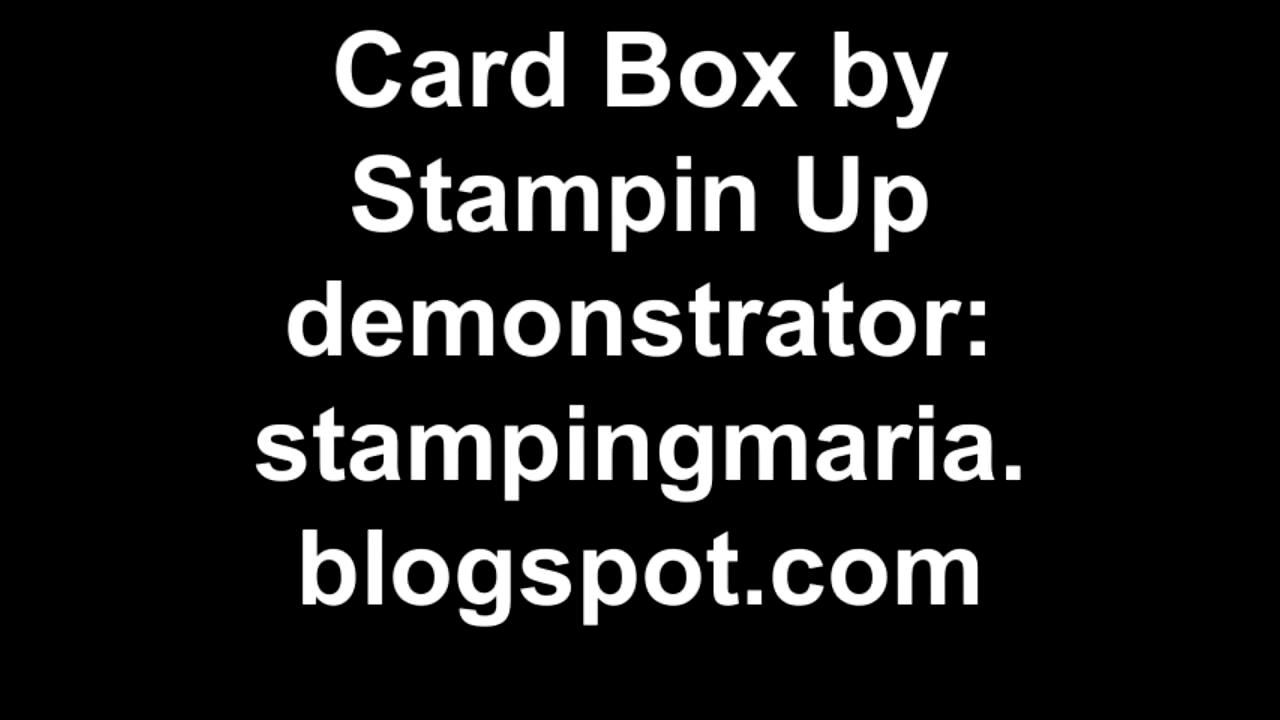 Card Box by
Stampin Up
demonstrator:
stampingmaria.
blogspot.com